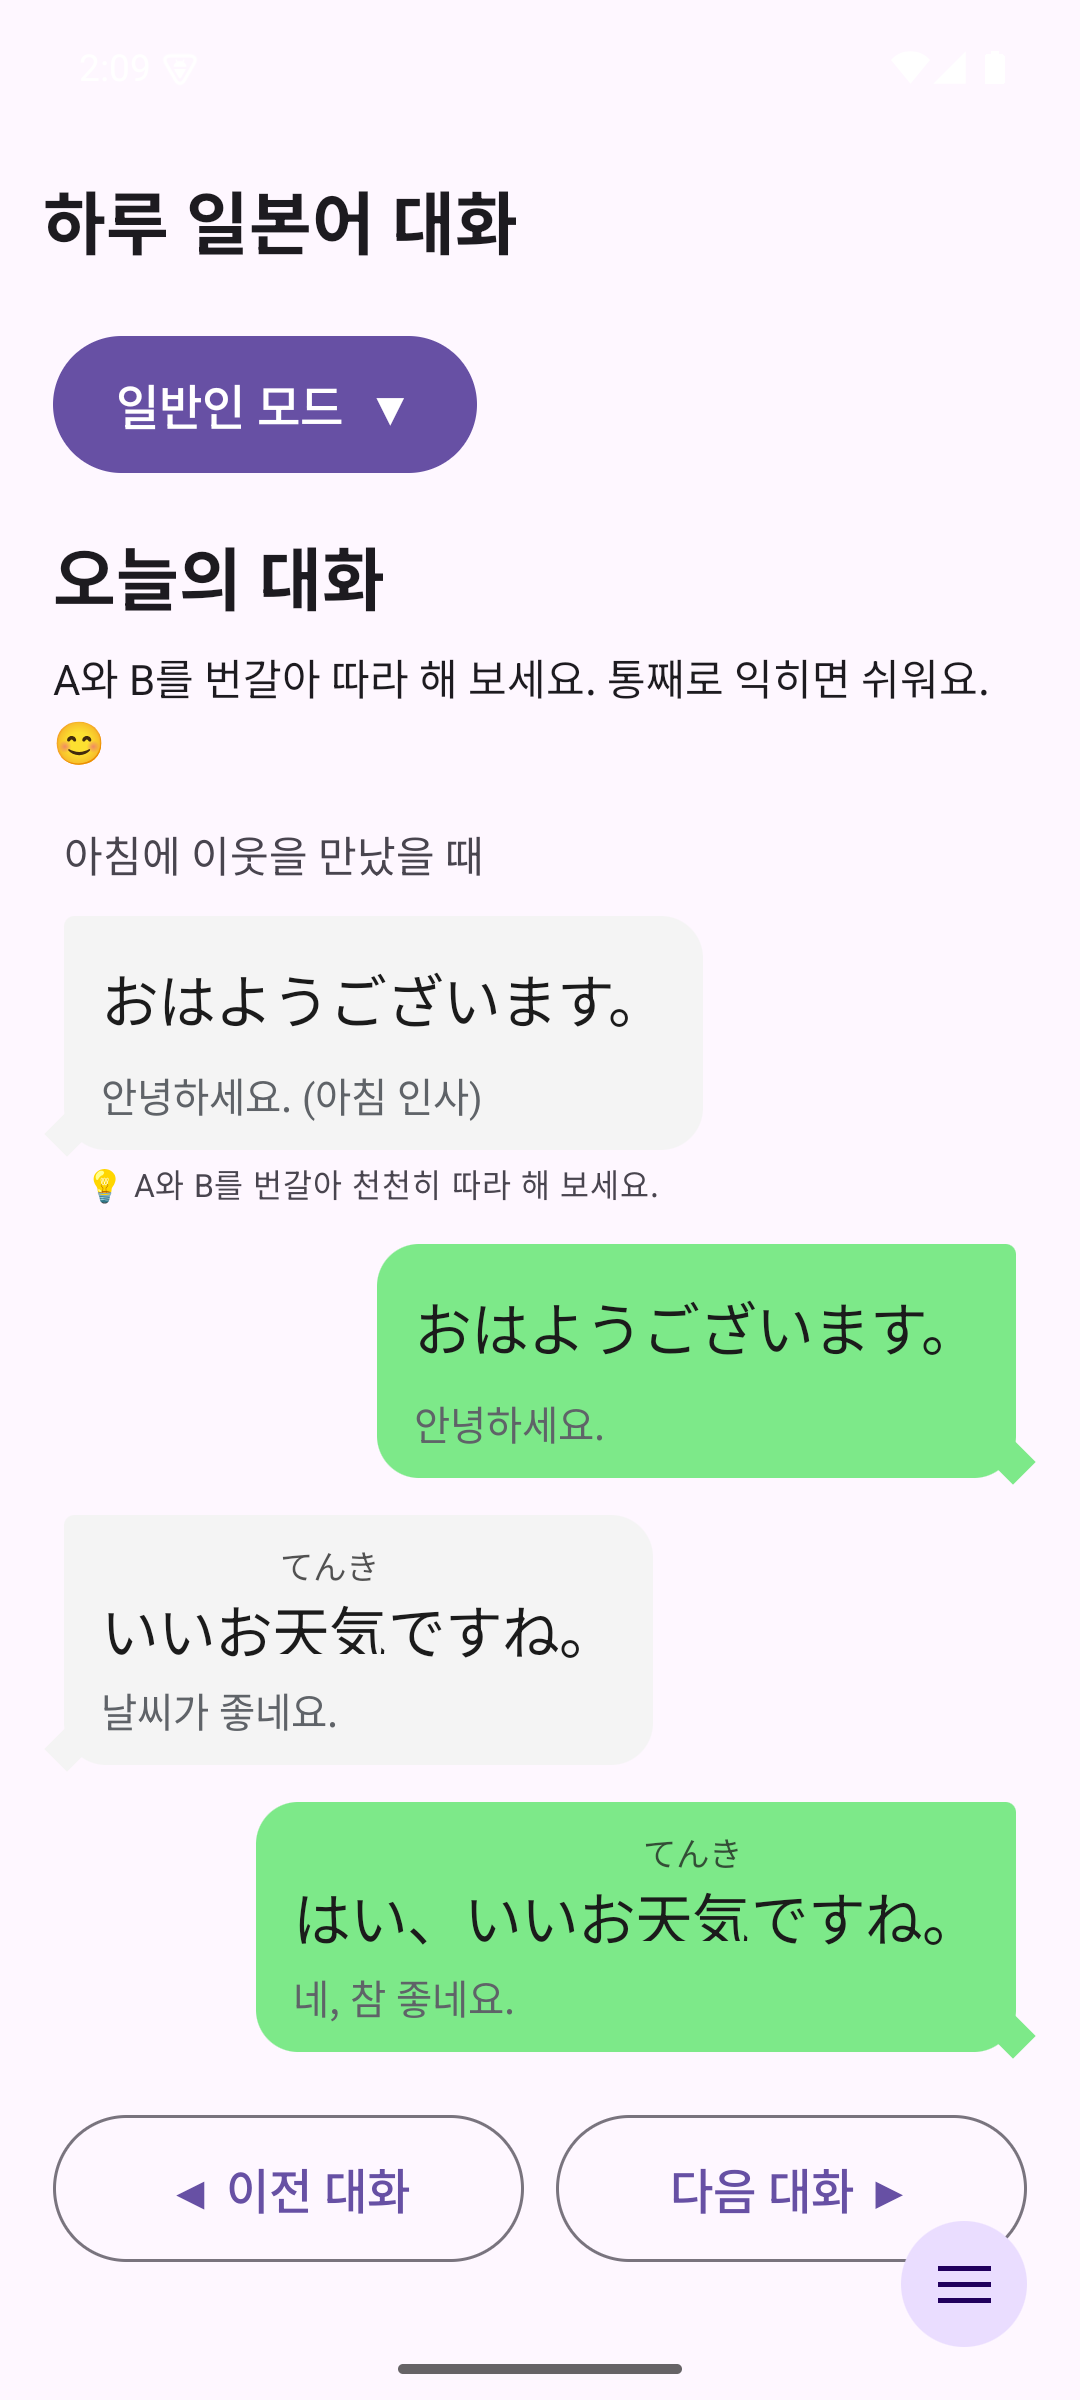 2:09
하루 일본어 대화
일반인 모드 ▼
오늘의 대화
A와 B를 번갈아 따라 해 보세요. 통째로 익히면 쉬워요.
😊
아침에 이웃을 만났을 때
おはようございます。
안녕하세요. (아침 인사)
💡 A와 B를 번갈아 천천히 따라 해 보세요.
おはようございます。
안녕하세요.
てんき
いいお天気ですね。
날씨가 좋네요.
てんき
はい、いいお天気ですね。
네, 참 좋네요.
◀ 이전 대화
다음 대화 ▶